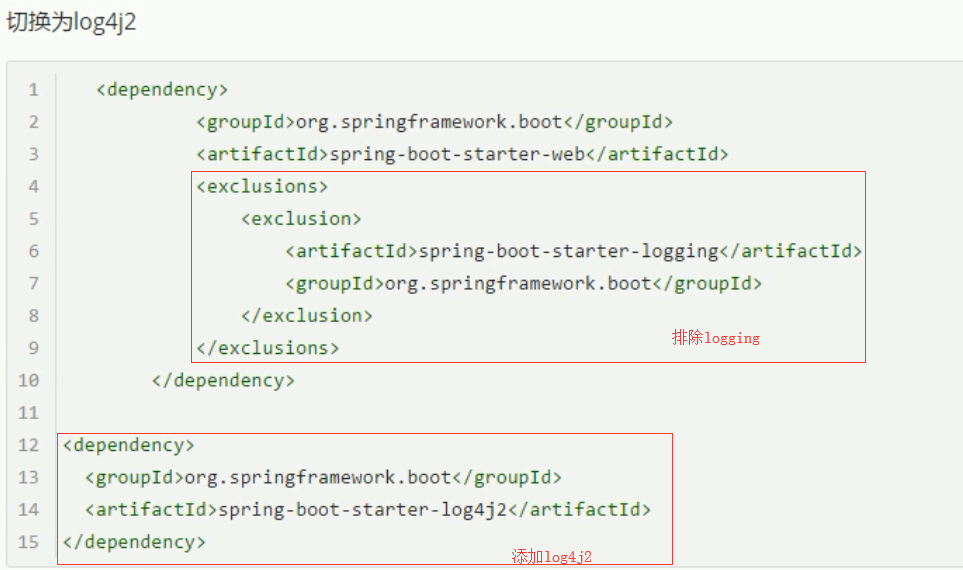 切换为log4j2
1 <dependency>
2 <groupId>org.springframework.boot</groupId>
3 <artifactId>spring-boot-starter-web</artifactId>
4 <exclusions>
5 <exclusion>
6 <artifactId>spring-boot-starter-logging</artifactId>
7 <groupId>org.springframework.boot</groupId>
8 </exclusion>
排除logging
9 </exclusions>
10 </dependency>
11
12 <dependency>
13 <groupId>org.springframework.boot</groupId>
14 <artifactId>spring-boot-starter-log4j2</artifactId>
15 </dependency>
添加log4j2